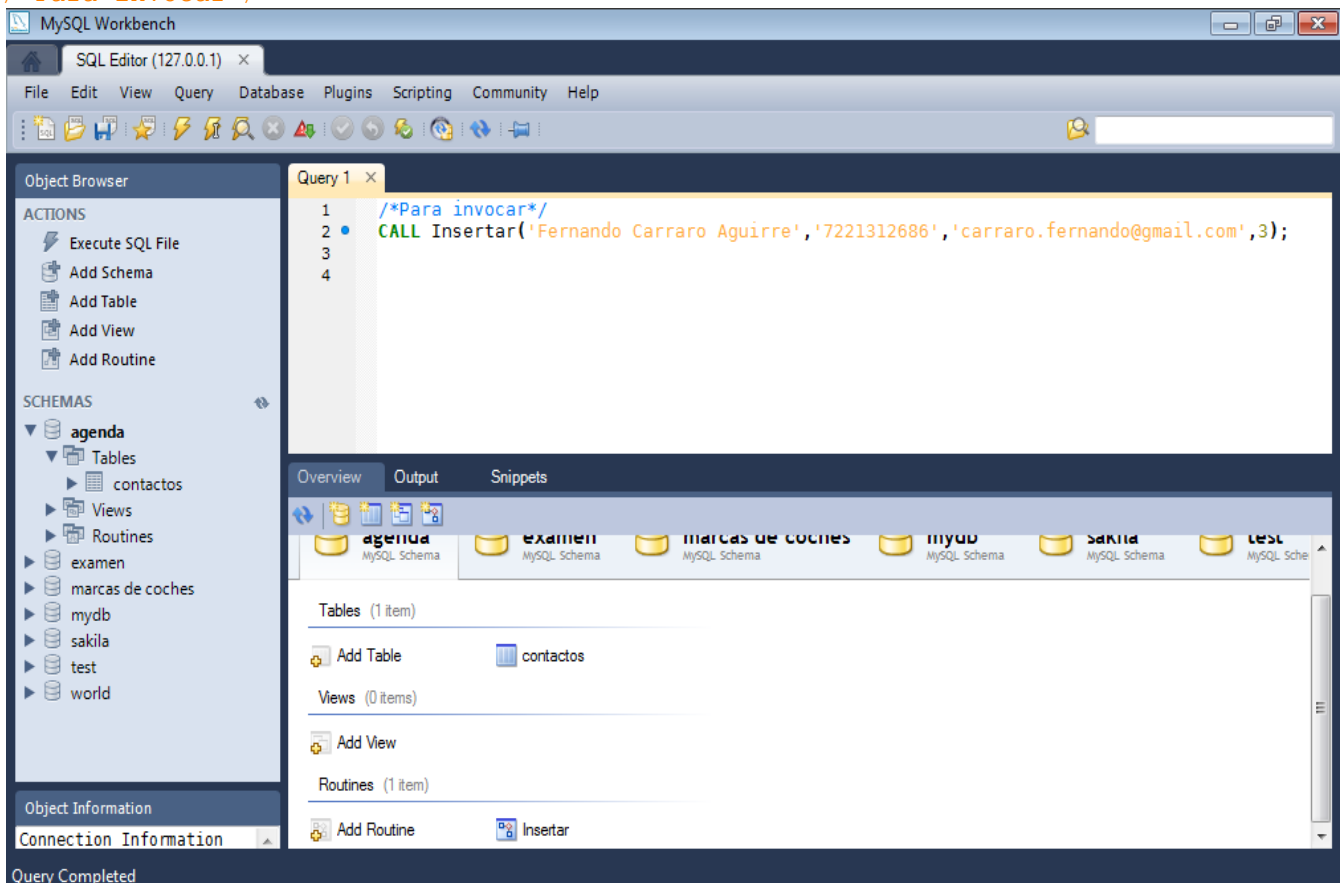 /*Para Invocar*/
MySQL Workbench
SQL Editor (127.0.0.1)
File Edit View Query Database Plugins Scripting Community Help
Object Browser
ACTIONS
Execute SQL File
Add Schema
Add Table
Add View
Add Routine
SCHEMAS
agenda
Tables
contactos
Views
Routines
examen
marcas de coches
mydb
sakila
test
world
Object Information
Connection Information
Query 1
1 /*Para invocar*/
2 CALL Insertar('Fernando Carraro Aguirre','7221312686','carraro.fernando@gmail.com',3);
3
4
Overview Output Snippets
agenda examen marcas de coches mydb sakila test
MySQL Schema MySQL Schema MySQL Schema MySQL Schema MySQL Schema MySQL Sche
Tables (1 item)
Add Table contactos
Views (0 items)
Add View
Routines (1 item)
Add Routine Insertar
Query Completed